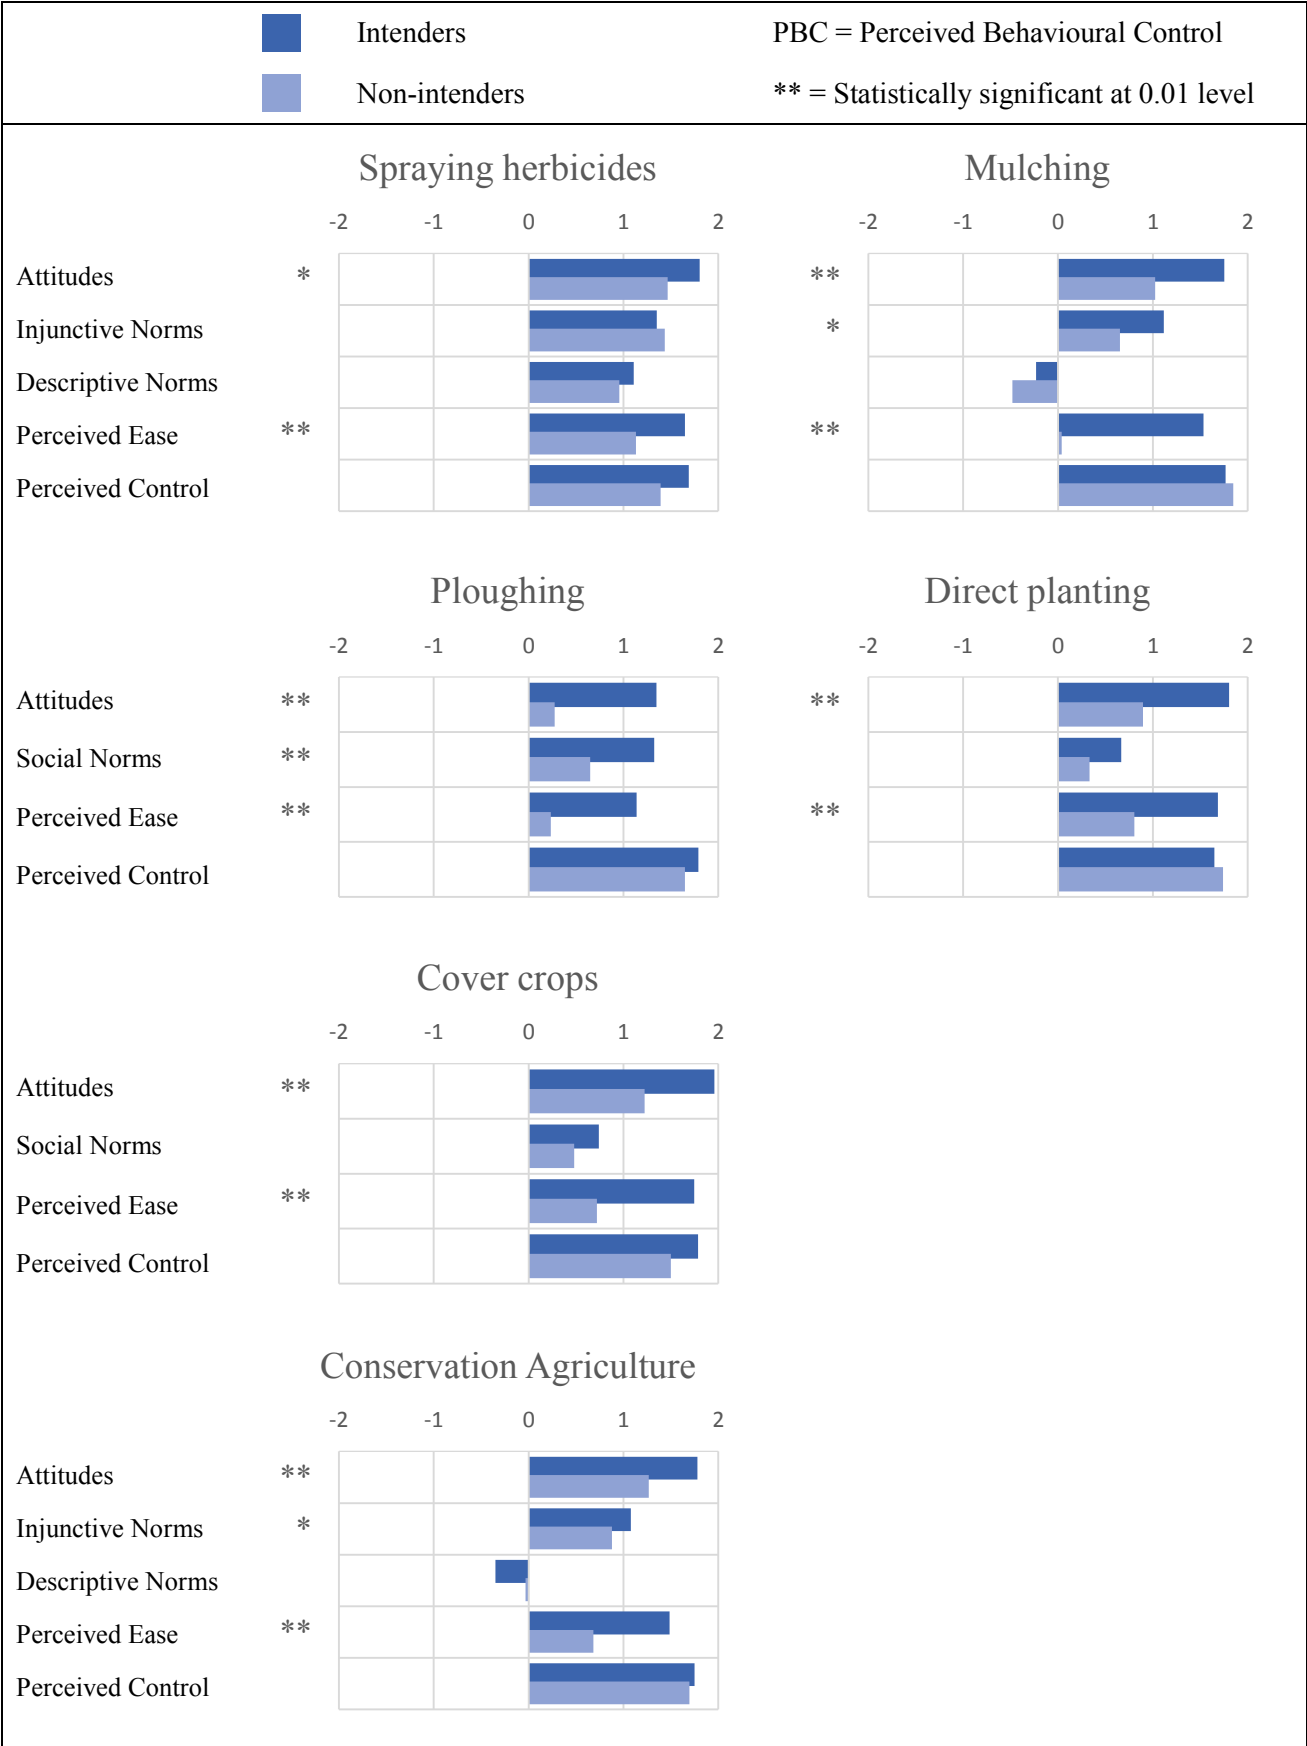 Intenders PBC = Perceived Behavioural Control
Non-intenders ** = Statistically significant at 0.01 level
Spraying herbicides
-2 -1 0 1 2
Attitudes *
Injunctive Norms
Descriptive Norms
Perceived Ease **
Perceived Control
Mulching
-2 -1 0 1 2
**
*
**
Ploughing
-2 -1 0 1 2
Attitudes **
Social Norms **
Perceived Ease **
Perceived Control
Direct planting
-2 -1 0 1 2
**
**
Cover crops
-2 -1 0 1 2
Attitudes **
Social Norms
Perceived Ease **
Perceived Control
Conservation Agriculture
-2 -1 0 1 2
Attitudes **
Injunctive Norms *
Descriptive Norms
Perceived Ease **
Perceived Control